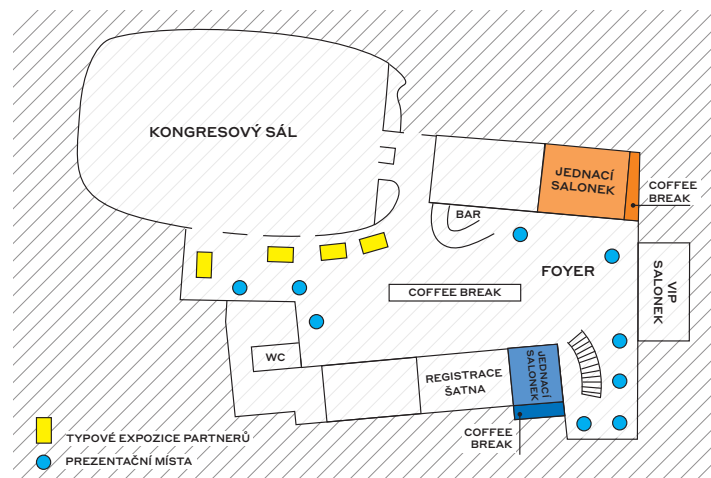 KONGRESOVÝ SÁL
JEDNACÍ
SALONEK
COFFEE
BREAK
BAR
FOYER
VIP
SALONEK
COFFEE BREAK
WC
REGISTRACE
ŠATNA
JEDNACÍ
SALONEK
COFFEE
BREAK
TYPOVÉ EXPOZICE PARTNERŮ
PREZENTAČNÍ MÍSTA